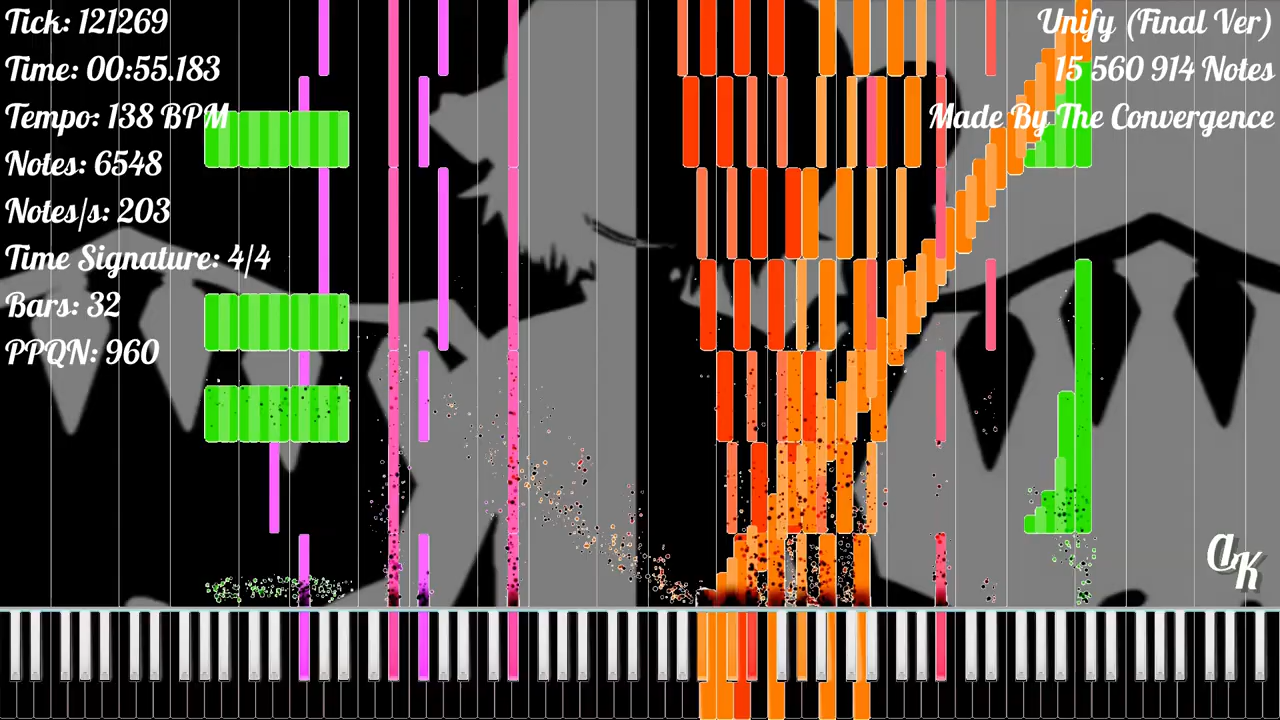 Tick: 121269
Time: 00:55.183
Tempo: 138 BPM
Notes: 6548
Notes/s: 203
Time Signature: 4/4
Bars: 32
PPQN: 960
Unify (Final Ver)
15 560 914 Notes
Made By The Convergence
aK